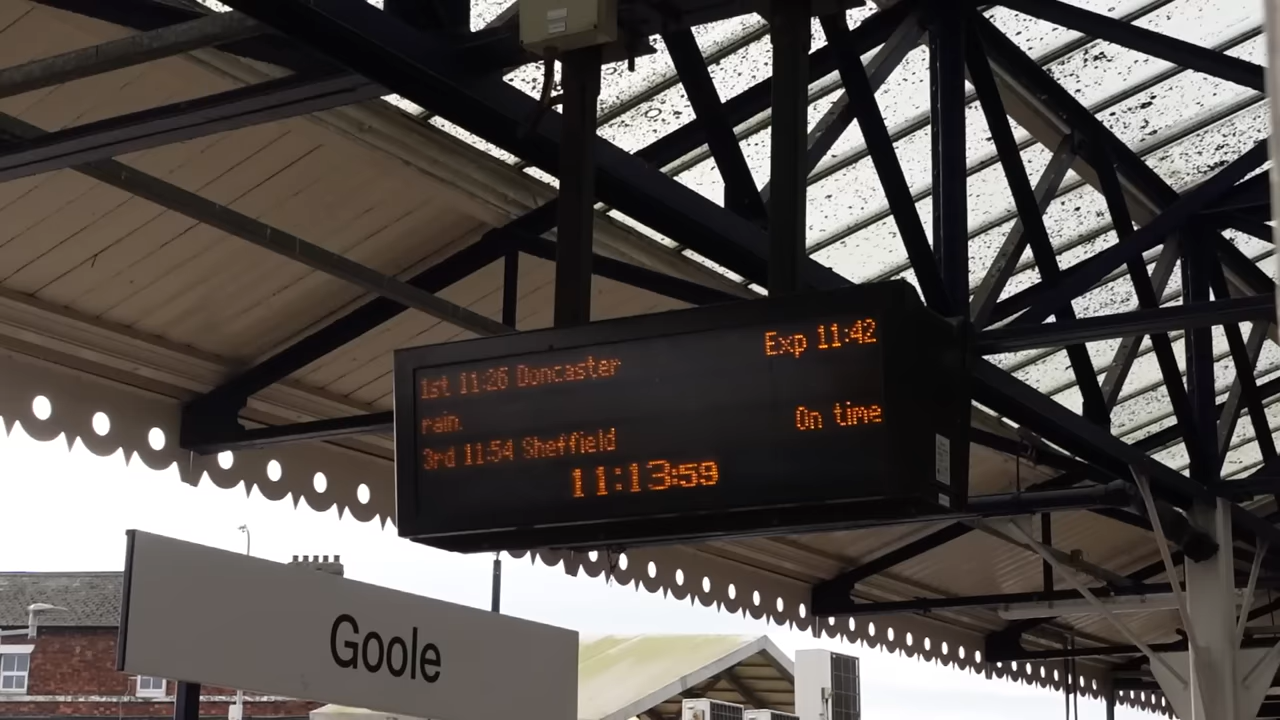 1st 11:26 Doncaster Exp 11:42
rain.
3rd 11:54 Sheffield On time
11:13:59
Goole